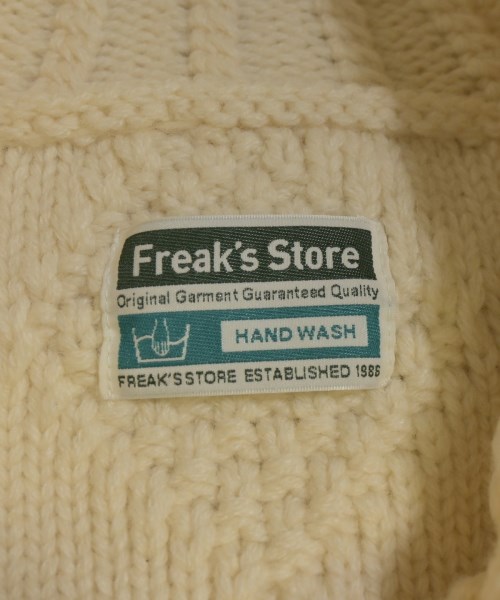 Freak's Store
Original Garment Guaranteed Quality
HAND WASH
FREAK'S STORE ESTABLISHED 1986